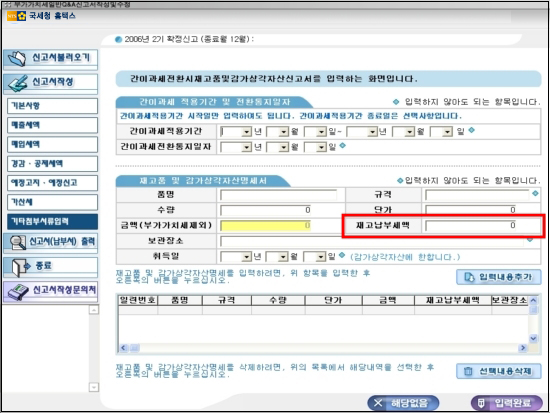 부가가치세일반Q&A신고서작성및수정
국세청 홈택스
2006년 2기 확정신고 (종료월 12월) :
신고서불러오기
신고서작성
기본사항
매출세액
매입세액
경감 · 공제세액
예정고지 · 예정신고
가산세
기타첨부서류입력
신고서(납부서) 출력
종료
신고서작성문의처
간이과세전환시재고품및감가상각자산신고서를 입력하는 화면입니다.
간이과세 적용기간 및 전환통지일자
입력하지 않아도 되는 항목입니다.
간이과세적용기간 시작일만 입력하여도 됩니다. 간이과세적용기간 종료일은 선택사항입니다.
간이과세적용기간 년 월 일- 년 월 일
간이과세전환통지일자 년 월 일
재고품 및 감가상각자산명세서
입력하지 않아도 되는 항목입니다.
품명 규격
수량 0 단가 0
금액(부가가치세제외) 0 재고납부세액 0
보관장소
취득일 년 월 일 (감가상각자산에 한합니다.)
재고품 및 감가상각자산명세를 입력하려면, 위 항목을 입력한 후
오른쪽의 버튼을 누르십시오.
입력내용추가
일련번호 품명 규격 수량 단가 금액 재고납부세액 보관장소
재고품 및 감가상각자산명세를 삭제하려면, 위의 목록에서 해당내역을 선택한 후
오른쪽의 버튼을 누르십시오.
선택내용삭제
해당없음
입력완료